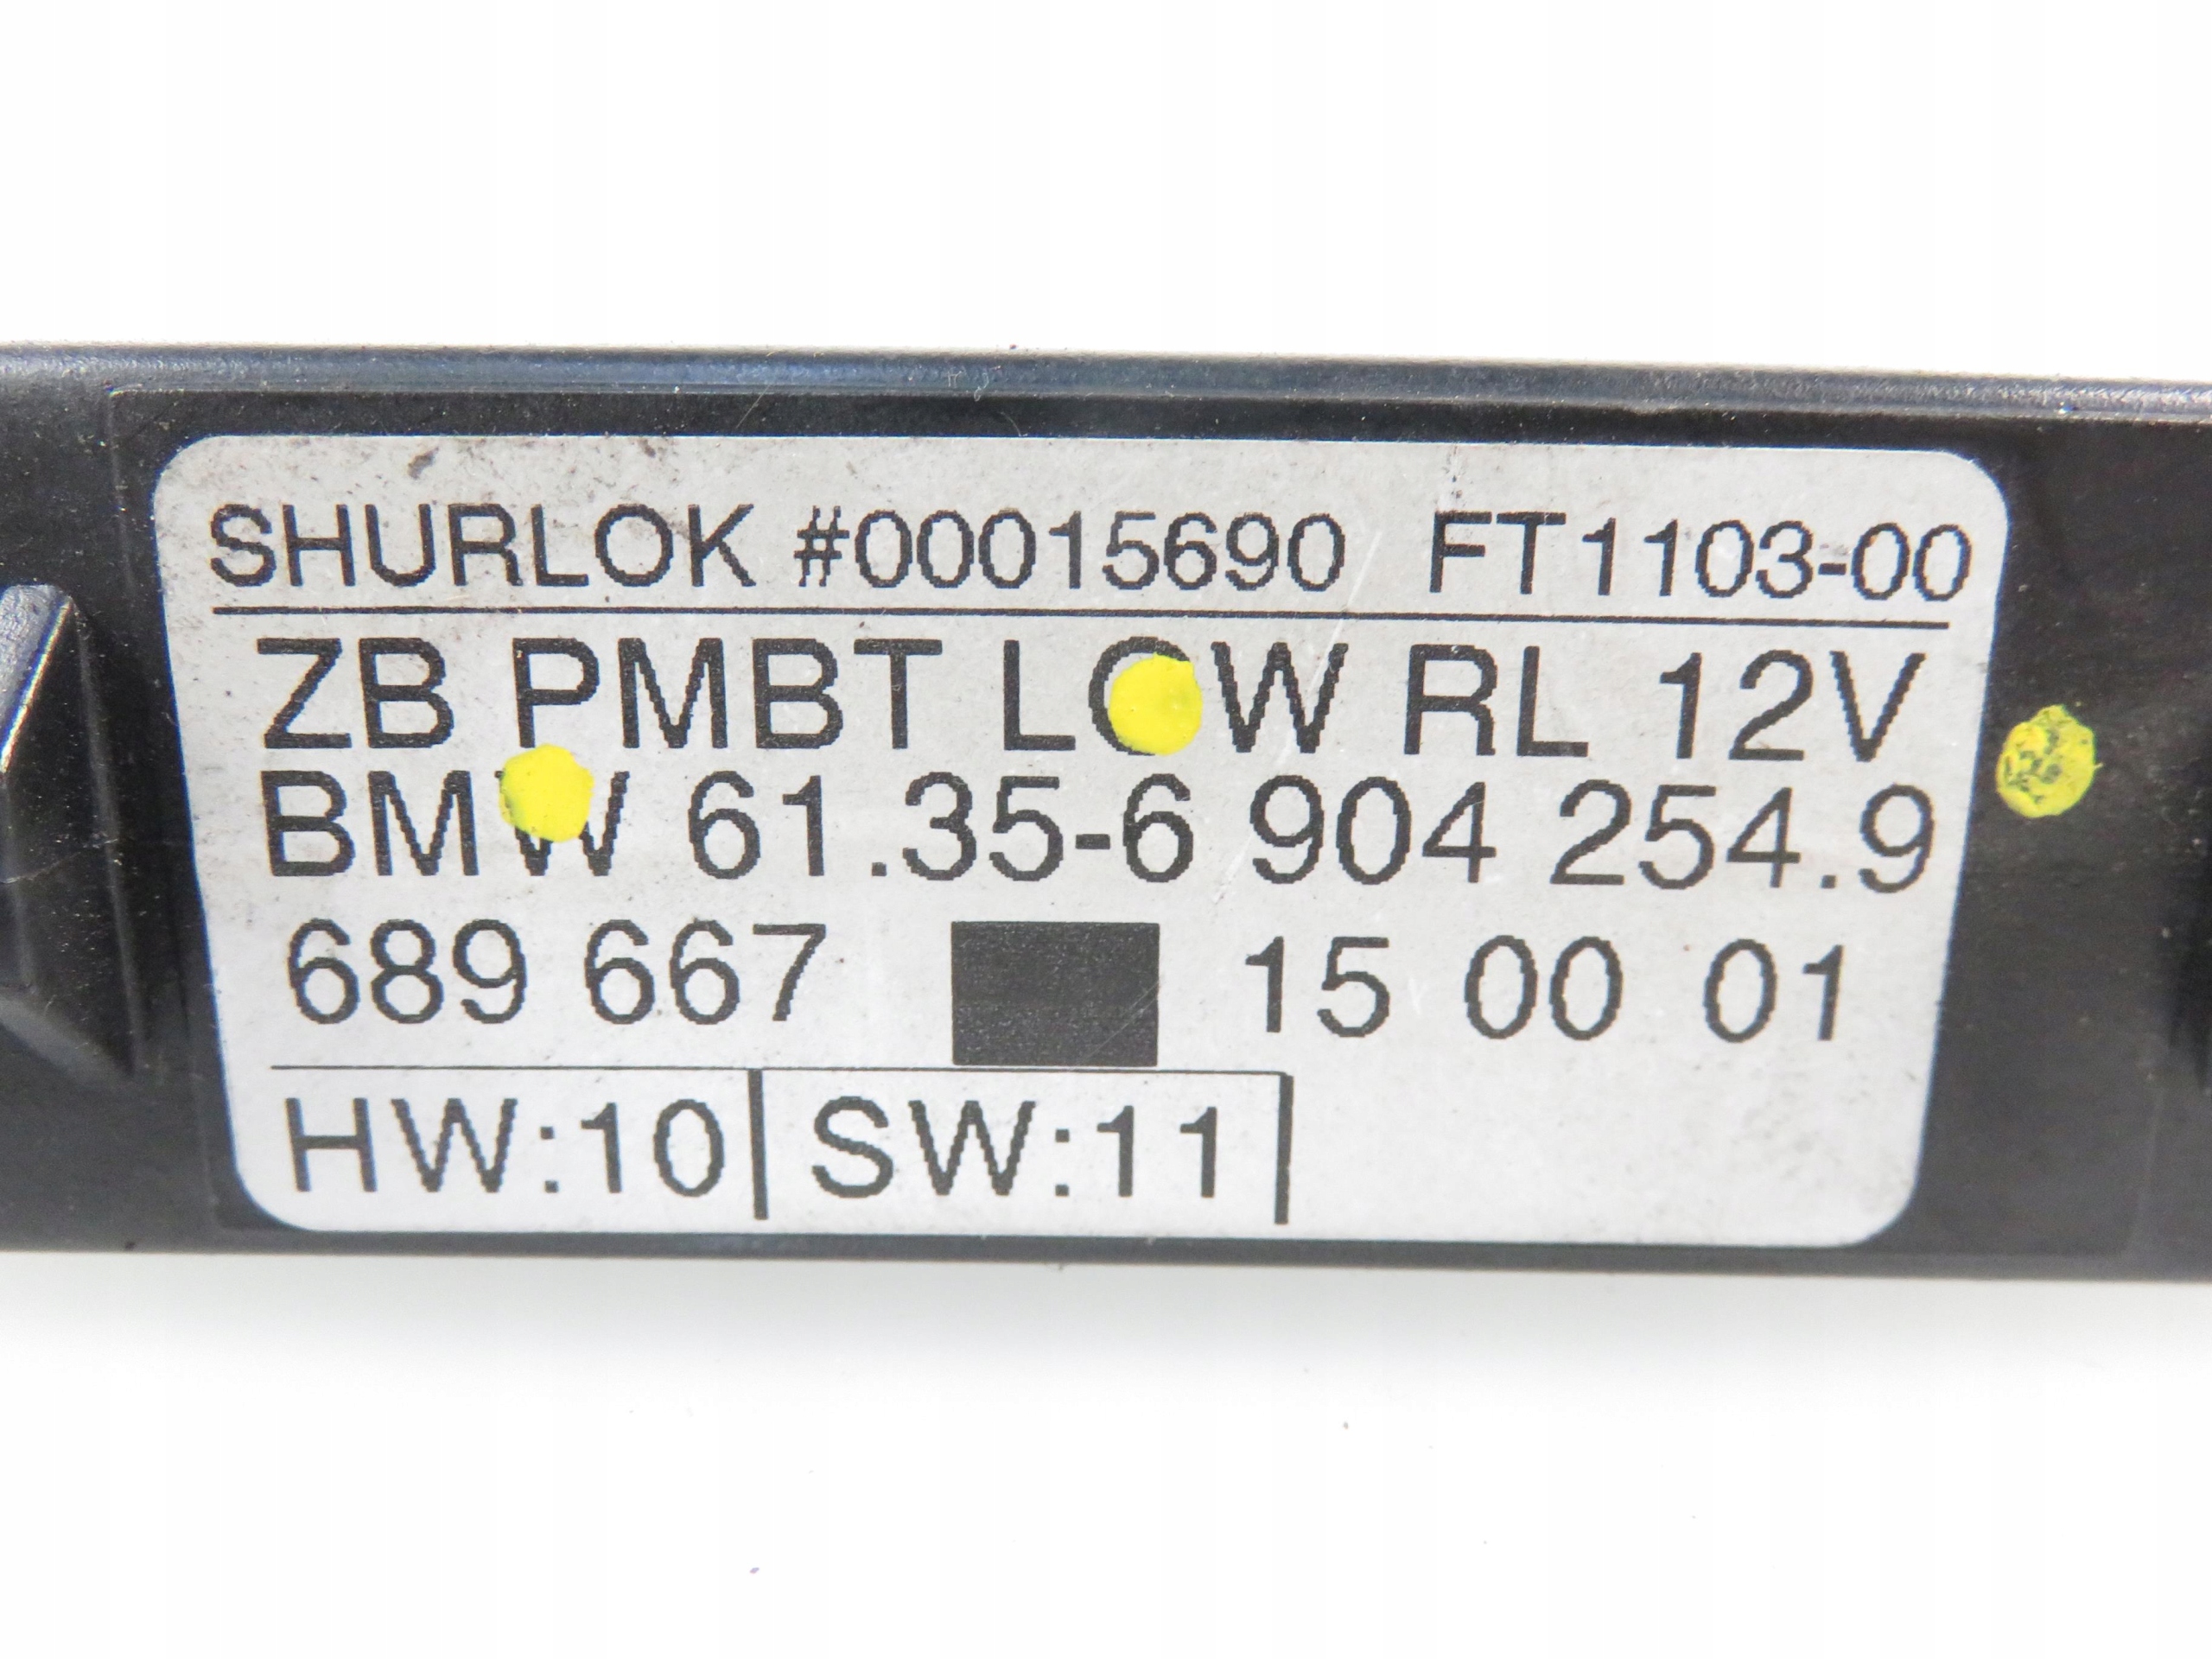 SHURLOK #00015690 FT1103-00
ZB PMBT LOW RL 12V
BMW 61.35-6 904 254.9
689 667 15 00 01
HW:10 SW:11